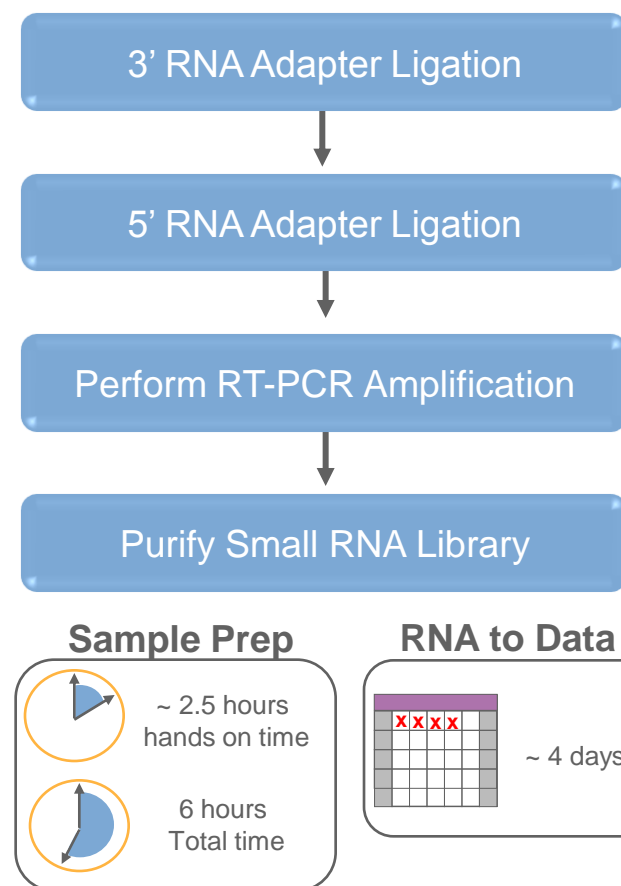 3’ RNA Adapter Ligation
5’ RNA Adapter Ligation
Perform RT-PCR Amplification
Purify Small RNA Library
Sample Prep
~ 2.5 hours
hands on time
6 hours
Total time
RNA to Data
x x x x
~ 4 days